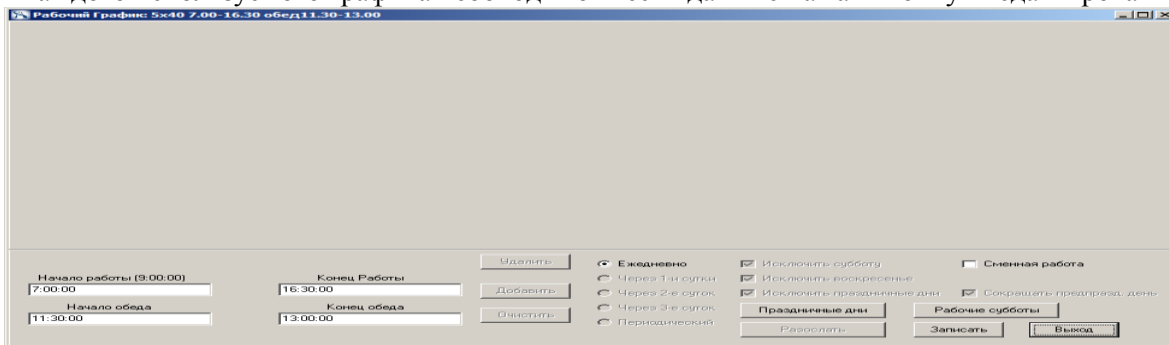 Рабочий График: 5x40 7.00-16.30 обед11.30-13.00
Удалить
Ежедневно
Исключить субботу
Сменная работа
Начало работы (9:00:00)
Конец Работы
Через 1-и сутки
Исключить воскресенье
7:00:00
16:30:00
Добавить
Через 2-е суток
Исключить праздничные дни
Сокращать предпразд. день
Начало обеда
Конец обеда
Через 3-е суток
11:30:00
13:00:00
Очистить
Праздничные дни
Рабочие субботы
Периодический
Разослать
Записать
Выход